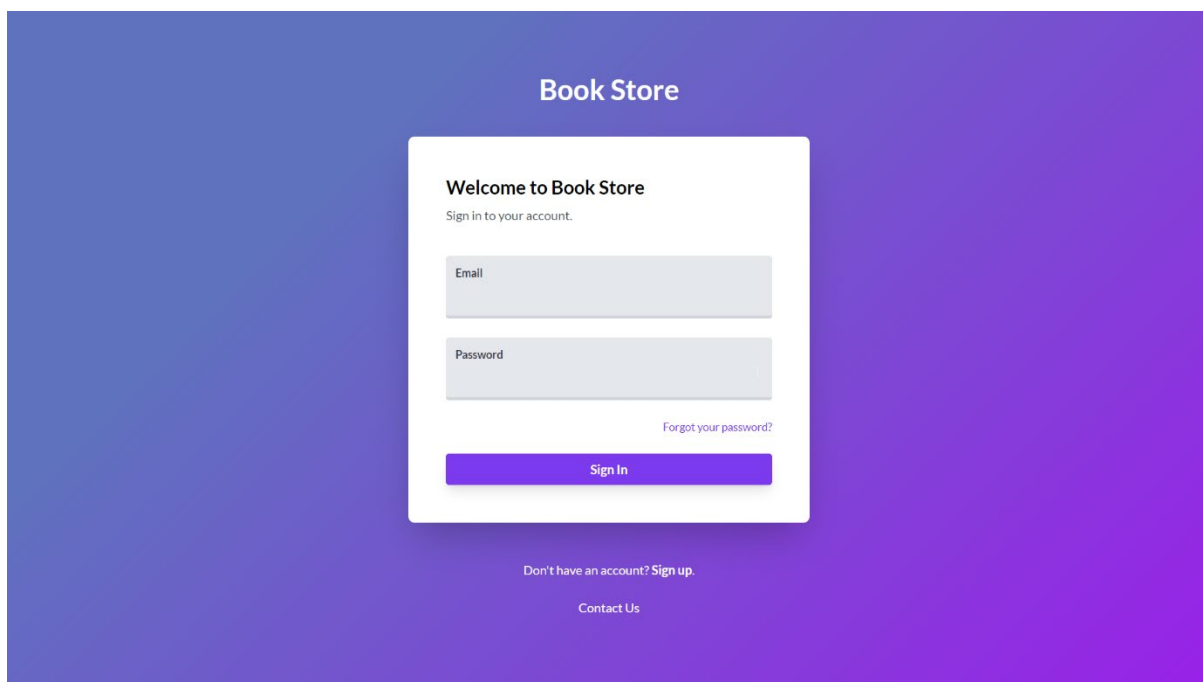 Book Store
Welcome to Book Store
Sign in to your account.
Email
Password
Forgot your password?
Sign In
Don't have an account? Sign up.
Contact Us